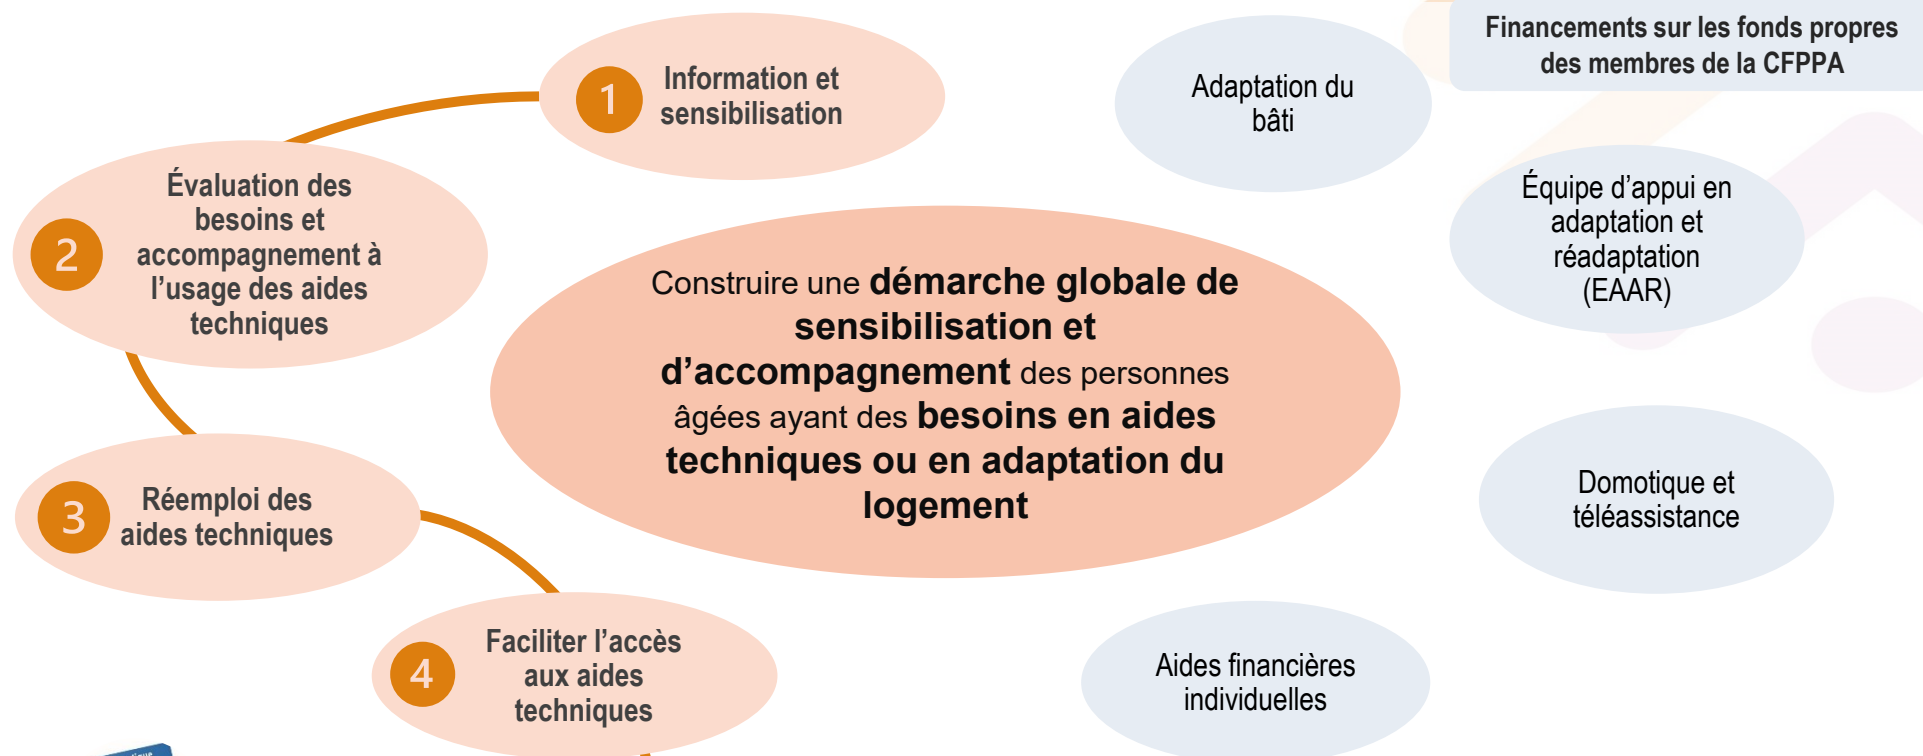 Financements sur les fonds propres
des membres de la CFPPA
1
Information et
sensibilisation
Adaptation du
bâti
2
Évaluation des
besoins et
accompagnement à
l’usage des aides
techniques
Équipe d’appui en
adaptation et
réadaptation
(EAAR)
Construire une démarche globale de
sensibilisation et
d’accompagnement des personnes
âgées ayant des besoins en aides
techniques ou en adaptation du
logement
3
Réemploi des
aides techniques
Domotique et
téléassistance
4
Faciliter l’accès
aux aides
techniques
Aides financières
individuelles